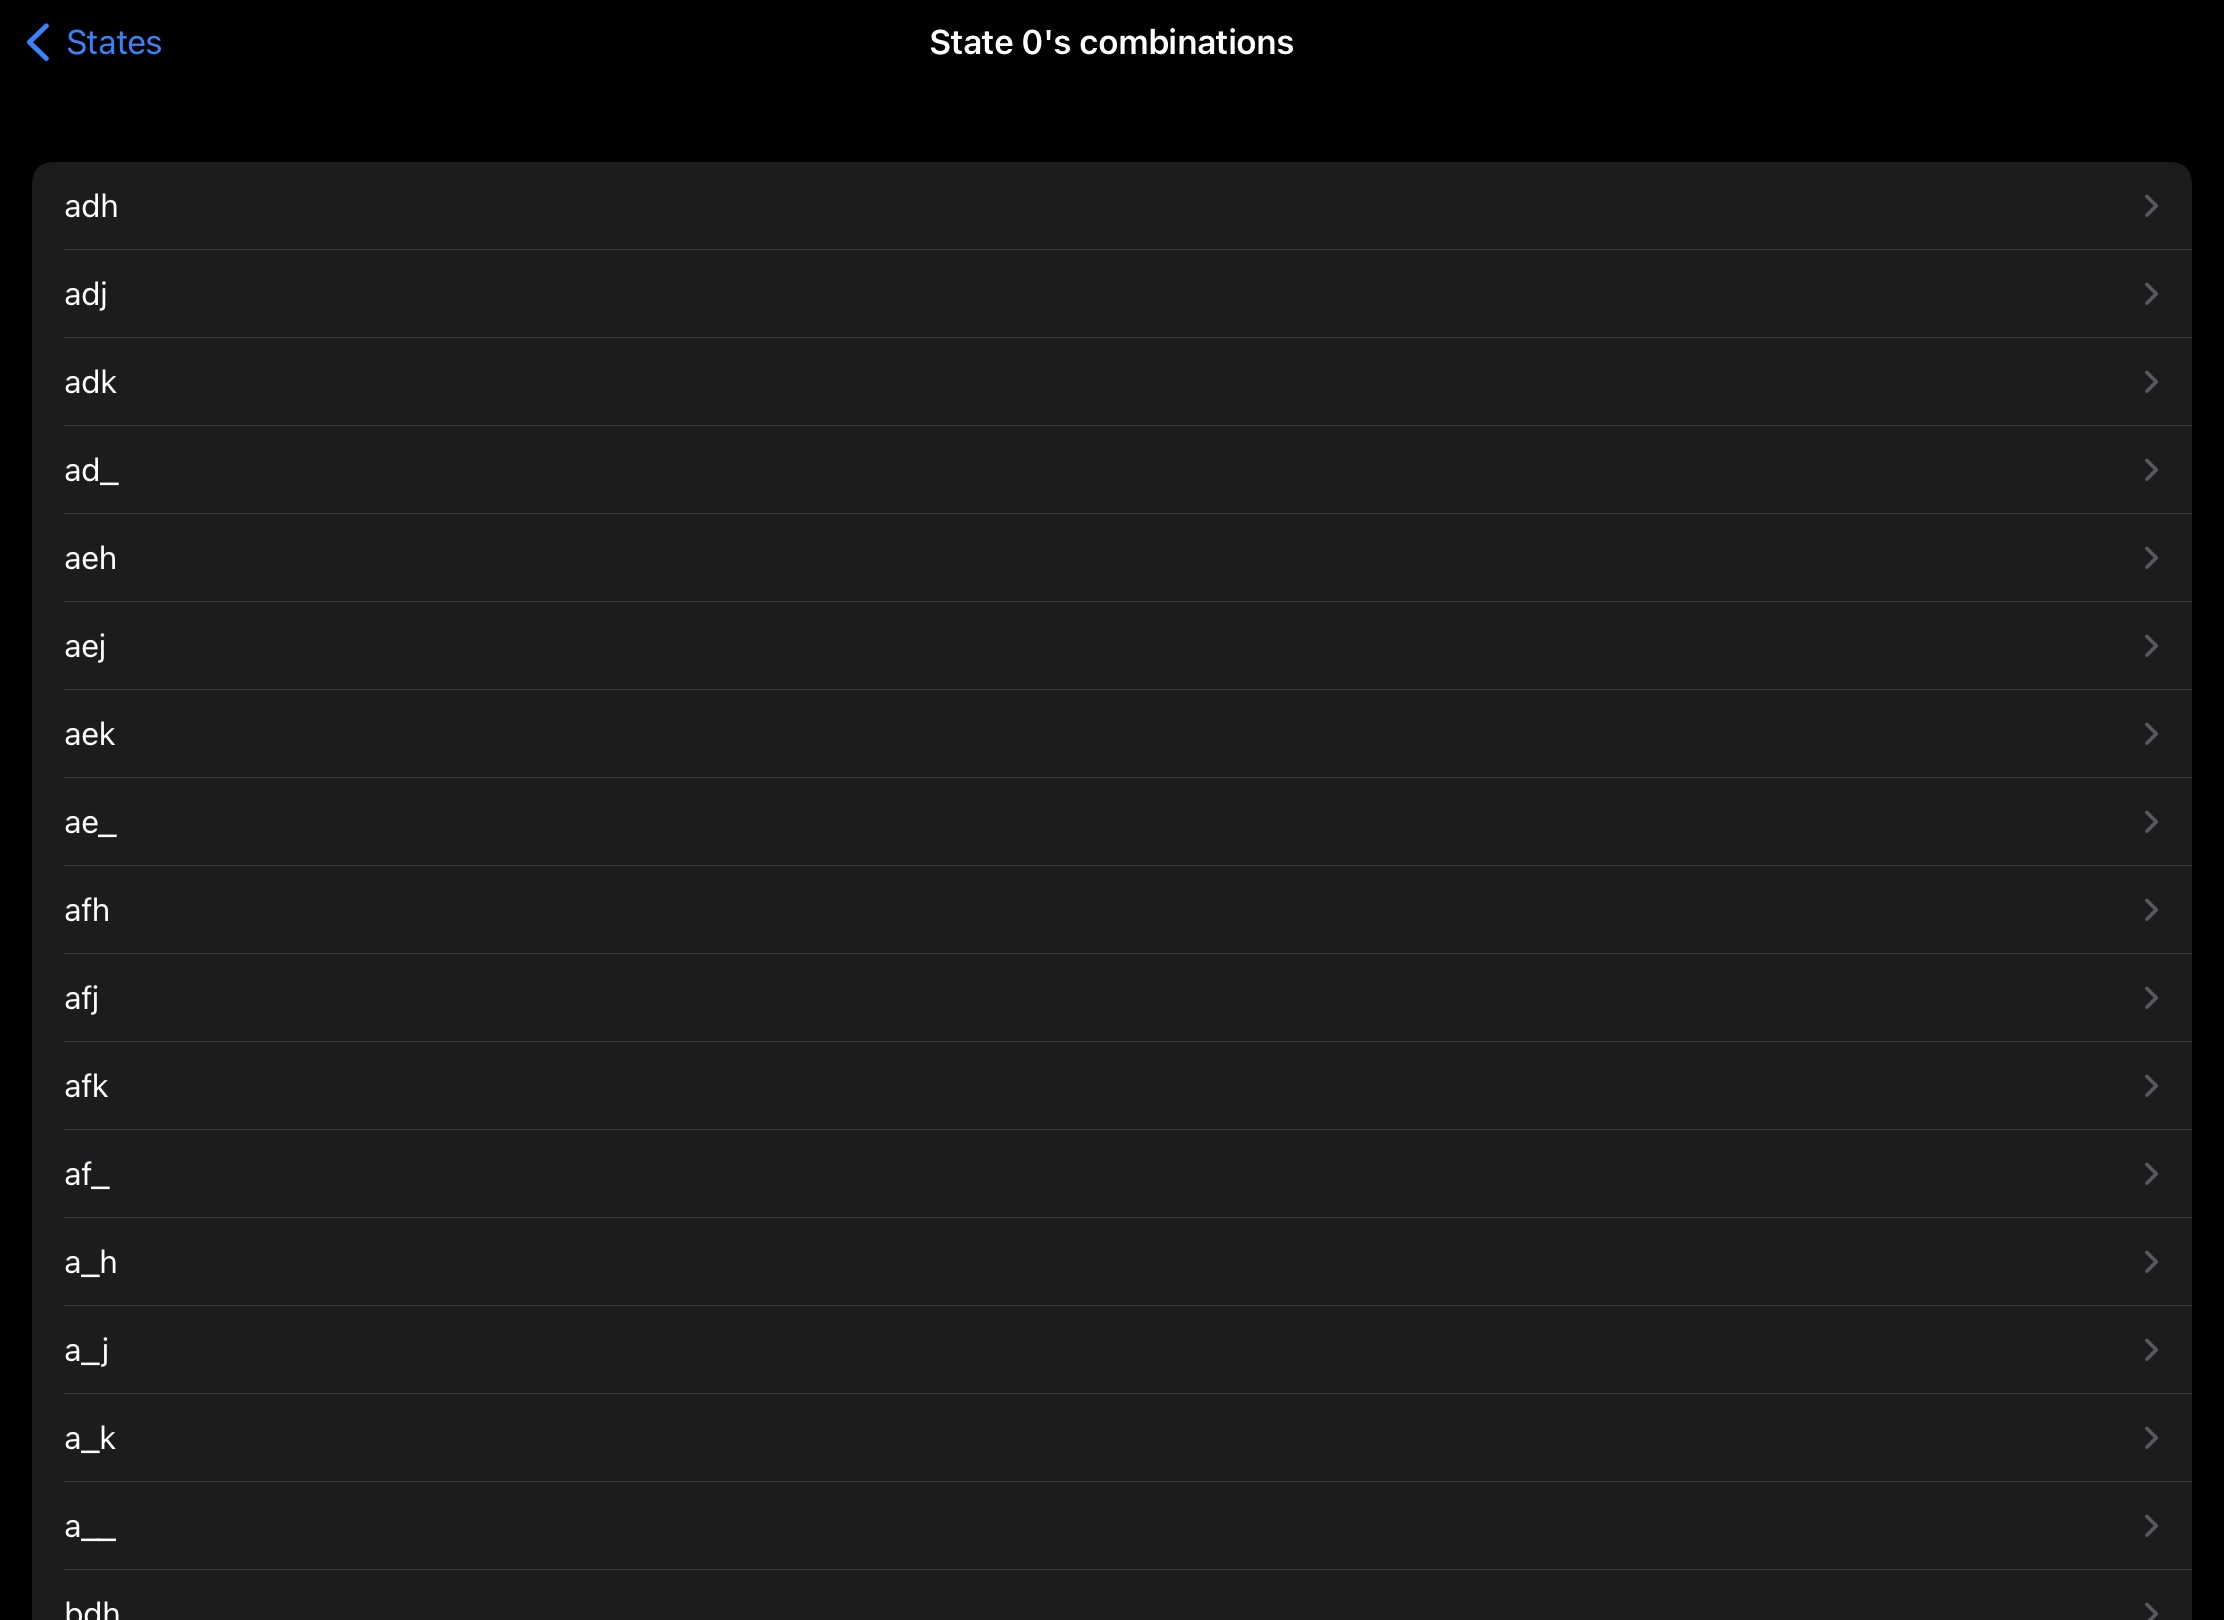 States
State 0's combinations
adh
adj
adk
ad_
aeh
aej
aek
ae_
afh
afj
afk
af_
a_h
a_j
a_k
a__
bdh